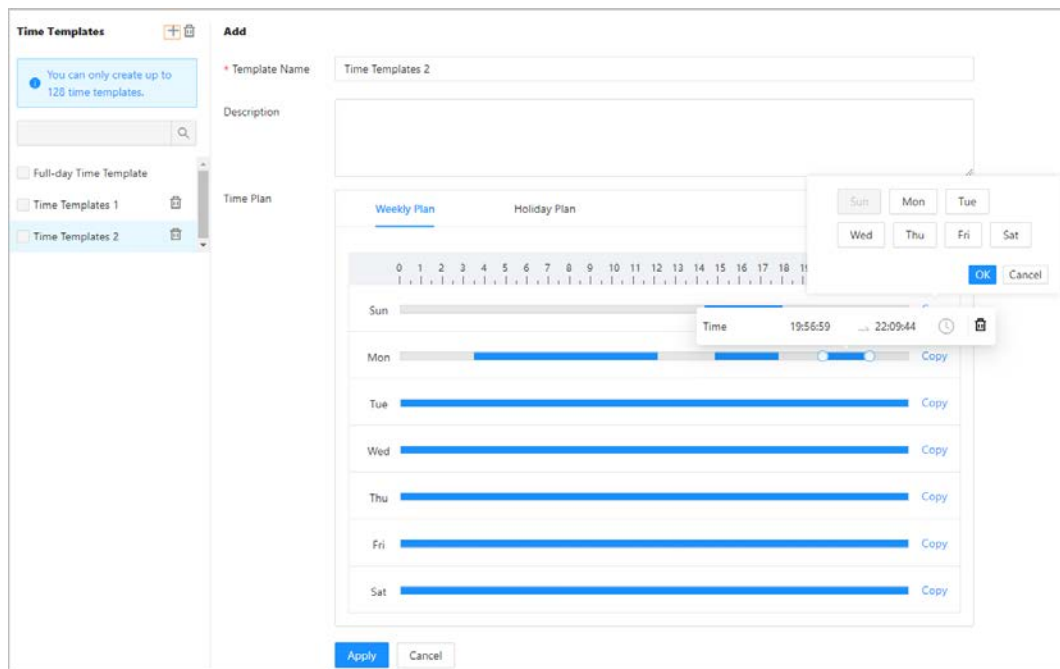 Time Templates
Add
You can only create up to
128 time templates.
* Template Name
Time Templates 2
Description
Full-day Time Template
Time Templates 1
Time Templates 2
Time Plan
Weekly Plan
Holiday Plan
Sun Mon Tue
Wed Thu Fri Sat
OK Cancel
0 1 2 3 4 5 6 7 8 9 10 11 12 13 14 15 16 17 18
Sun
Time 19:56:59 → 22:09:44
Mon Copy
Tue Copy
Wed Copy
Thu Copy
Fri Copy
Sat Copy
Apply Cancel